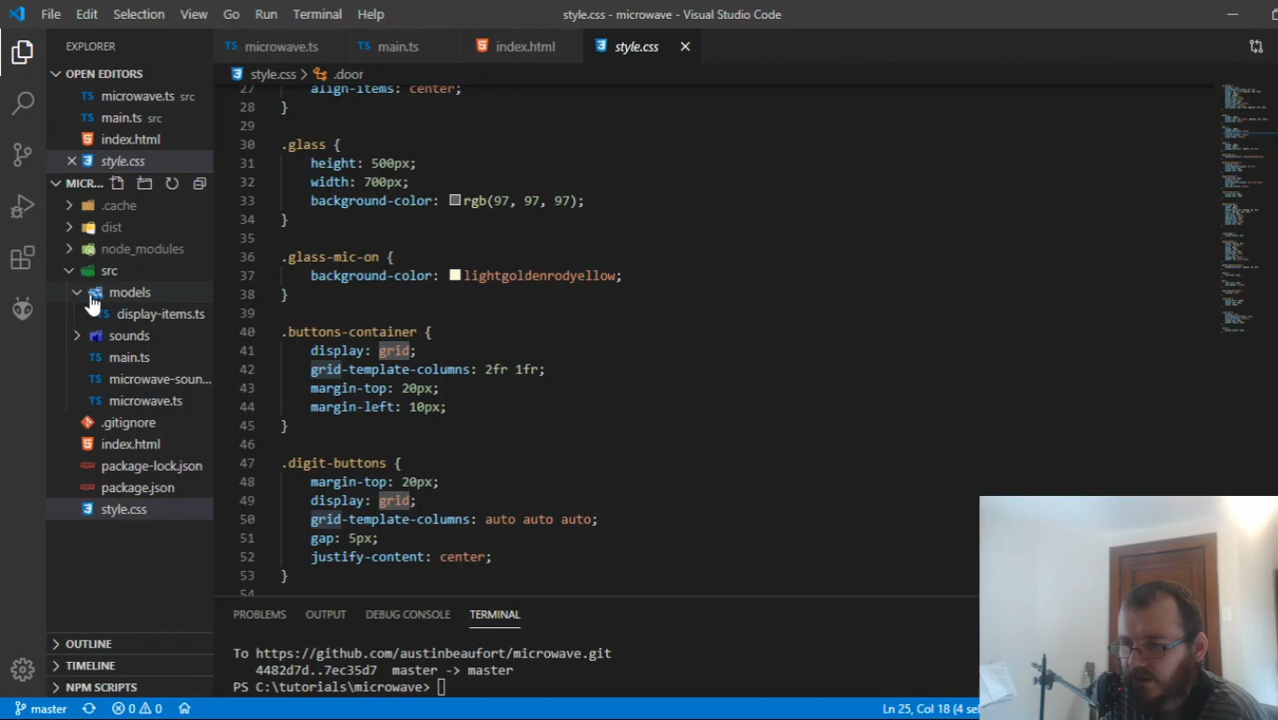 File Edit Selection View Go Run Terminal Help style.css - microwave - Visual Studio Code
EXPLORER
OPEN EDITORS
TS microwave.ts src
TS main.ts src
index.html
style.css
MICR...
.cache
dist
node_modules
src
models
display-items.ts
sounds
TS main.ts
TS microwave-soun...
TS microwave.ts
.gitignore
index.html
package-lock.json
package.json
style.css
OUTLINE
TIMELINE
NPM SCRIPTS
TS microwave.ts TS main.ts index.html style.css
style.css > .door
27 align-items: center;
28 }
29
30 .glass {
31 height: 500px;
32 width: 700px;
33 background-color: rgb(97, 97, 97);
34 }
35
36 .glass-mic-on {
37 background-color: lightgoldenrodyellow;
38 }
39
40 .buttons-container {
41 display: grid;
42 grid-template-columns: 2fr 1fr;
43 margin-top: 20px;
44 margin-left: 10px;
45 }
46
47 .digit-buttons {
48 margin-top: 20px;
49 display: grid;
50 grid-template-columns: auto auto auto;
51 gap: 5px;
52 justify-content: center;
53 }
54
PROBLEMS OUTPUT DEBUG CONSOLE TERMINAL
To https://github.com/austinbeaufort/microwave.git
4482d7d..7ec35d7 master -> master
PS C:\tutorials\microwave>
master 0 0 Ln 25, Col 18 (4 sel